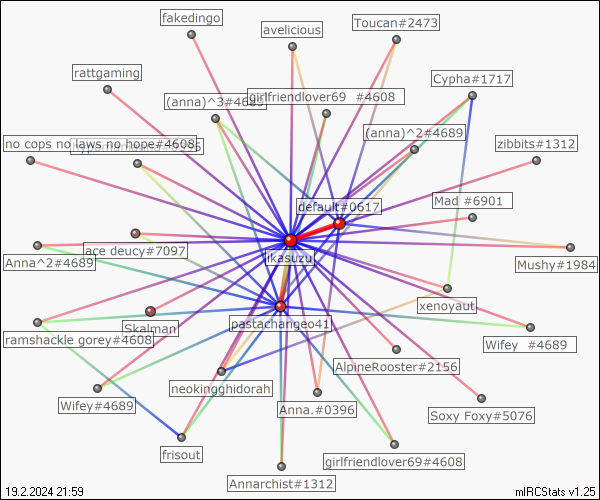 fakedingo
avelicious
Toucan#2473
rattgaming
Cypha#1717
(anna)^3#4689
girlfriendlover69 #4608
(anna)^2#4689
no cops no laws no hope#4608
zibbits#1312
default#0617
Mad #6901
ace deucy#7097
Anna^2#4689
ikasuzu
Mushy#1984
xenoyaut
pastachangeo41
Skalman
ramshackle gorey#4608
Wifey #4689
AlpineRooster#2156
neokingghidorah
Wifey#4689
Anna.#0396
Soxy Foxy#5076
frisout
girlfriendlover69#4608
Annarchist#1312
19.2.2024 21:59
mIRCStats v1.25